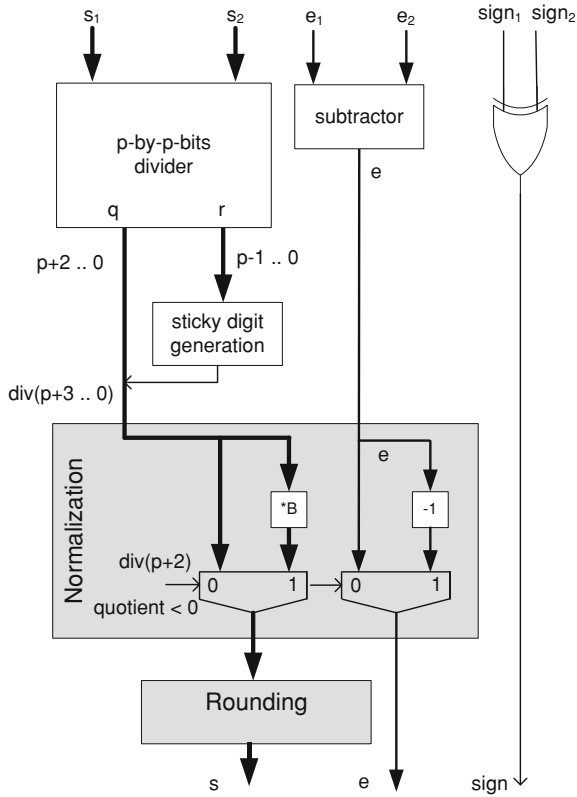 s1 s2 e1 e2 sign1 sign2
p-by-p-bits
divider
subtractor
q r
e
p+2 .. 0
p-1 .. 0
sticky digit
generation
div(p+3 .. 0)
Normalization
e
*B
-1
div(p+2)
0 1
0 1
quotient < 0
Rounding
s e sign